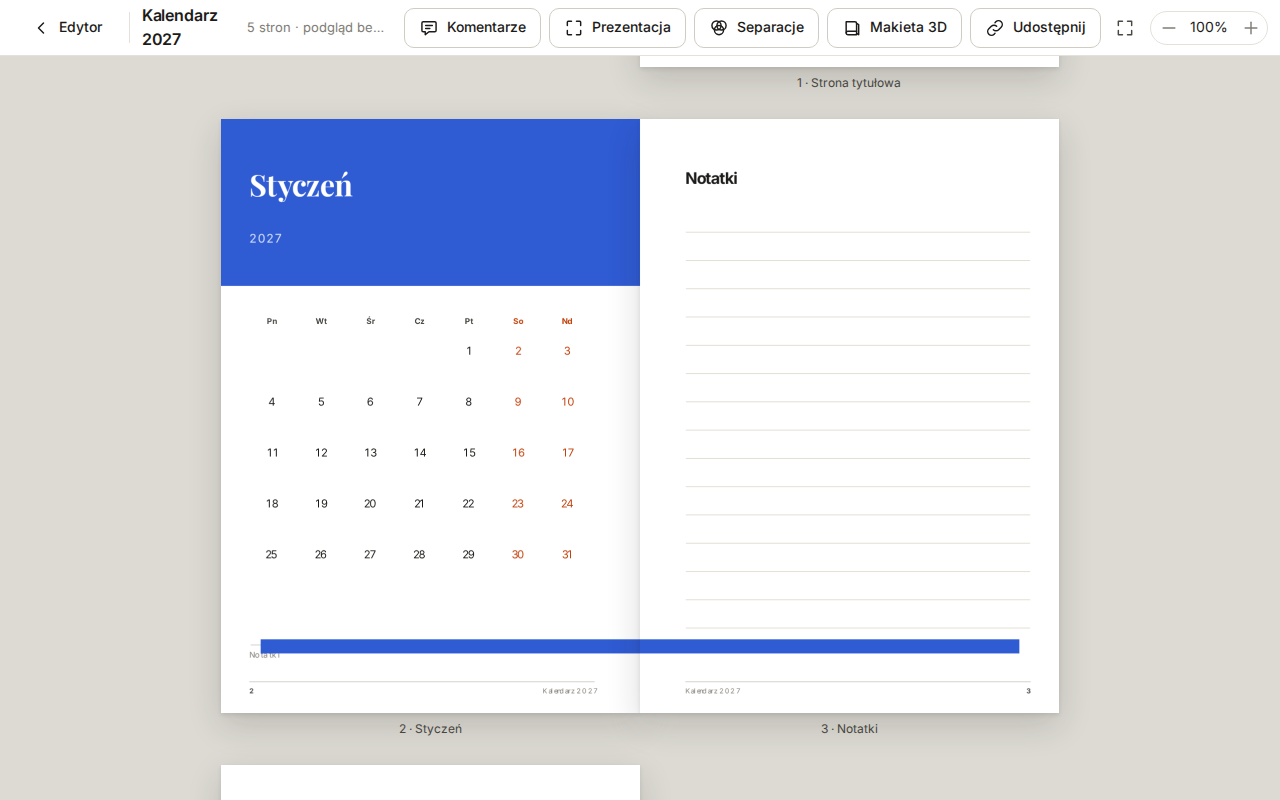 Edytor
Kalendarz 2027
5 stron · podgląd be...
Komentarze
Prezentacja
Separacje
Makieta 3D
Udostępnij
100%
1 · Strona tytułowa
Styczeń
2027
Pn Wt Śr Cz Pt So Nd
1 2 3
4 5 6 7 8 9 10
11 12 13 14 15 16 17
18 19 20 21 22 23 24
25 26 27 28 29 30 31
Notatki
2 Kalendarz 2027
Notatki
Kalendarz 2027 3
2 · Styczeń
3 · Notatki